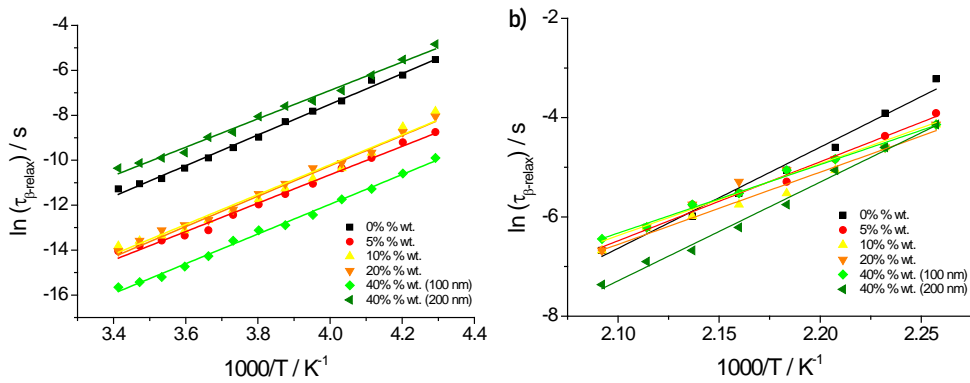 -4
-6
-8
-10
-12
-14
-16
ln (τβ-relax) / s
3.4 3.6 3.8 4.0 4.2 4.4
1000/T / K-1
0% % wt.
5% % wt.
10% % wt.
20% % wt.
40% % wt. (100 nm)
40% % wt. (200 nm)
b)
-2
-4
-6
-8
ln (τβ-relax) / s
2.10 2.15 2.20 2.25
1000/T / K-1
0% % wt.
5% % wt.
10% % wt.
20% % wt.
40% % wt. (100 nm)
40% % wt. (200 nm)